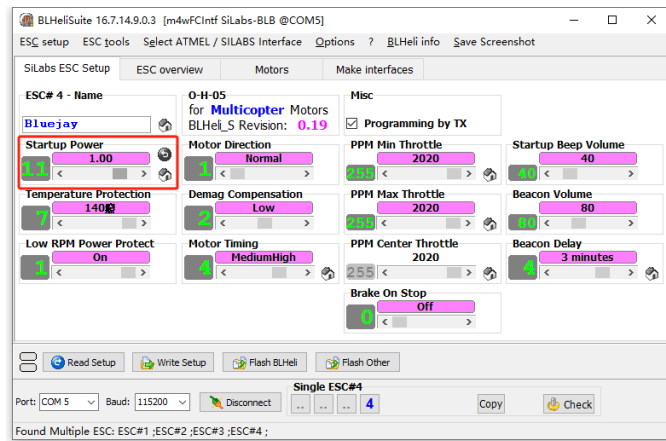 BLHeliSuite 16.7.14.9.0.3 [m4wFCIntf SiLabs-BLB @COM5]
ESC setup ESC tools Select ATMEL / SILABS Interface Options ? BLHeli info Save Screenshot
SiLabs ESC Setup ESC overview Motors Make interfaces
ESC# 4 - Name
Bluejay
O-H-05
for Multicopter Motors
BLHeli_S Revision: 0.19
Misc
Programming by TX
Startup Power
1.00
11
Motor Direction
Normal
1
PPM Min Throttle
2020
255
Startup Beep Volume
40
40
Temperature Protection
140
7
Demag Compensation
Low
2
PPM Max Throttle
2020
255
Beacon Volume
80
80
Low RPM Power Protect
On
1
Motor Timing
MediumHigh
4
PPM Center Throttle
2020
255
Beacon Delay
3 minutes
4
Brake On Stop
Off
0
Read Setup Write Setup Flash BLHeli Flash Other
Single ESC#4
Port: COM 5 Baud: 115200 Disconnect .. .. .. 4 Copy Check
Found Multiple ESC: ESC#1 ;ESC#2 ;ESC#3 ;ESC#4 ;